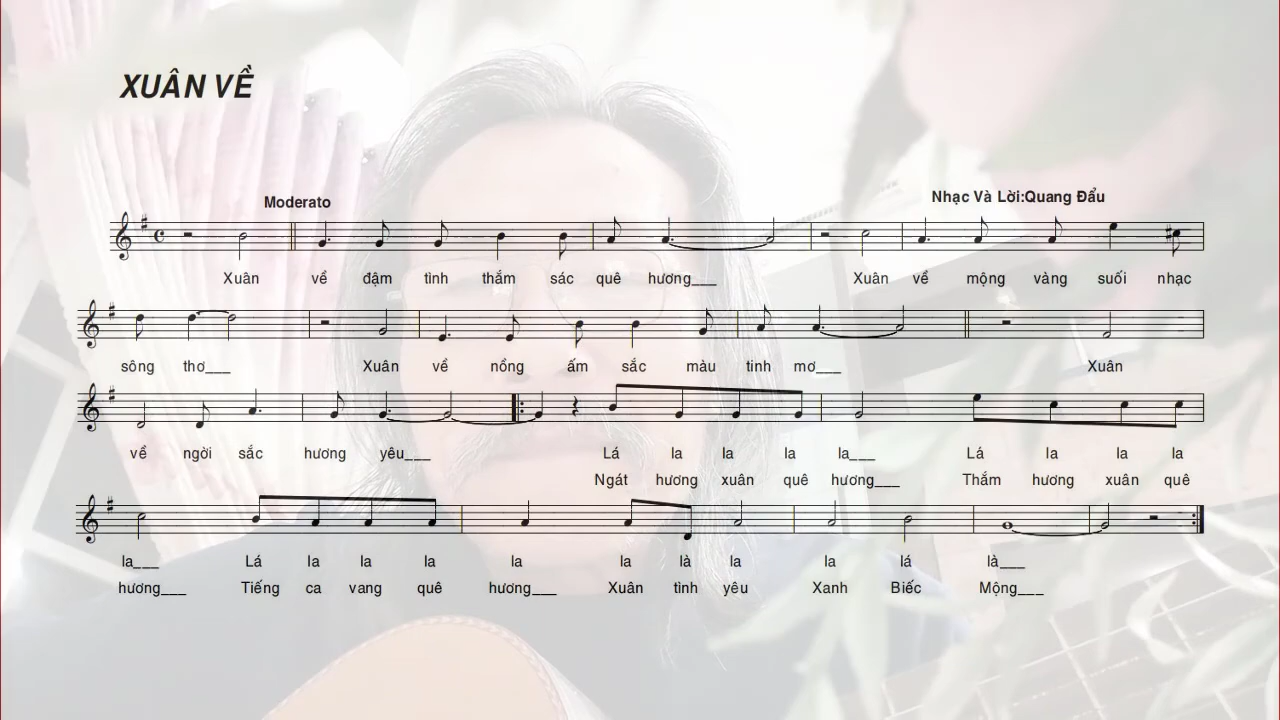 XUÂN VỀ
Moderato
Nhạc Và Lời:Quang Đẩu
Xuân về đậm tình thắm sác quê hương___ Xuân về mộng vàng suối nhạc
sông thơ___ Xuân về nồng ấm sắc màu tinh mơ___ Xuân
về ngời sắc hương yêu___ Lá la la la la___ Lá la la la
Ngát hương xuân quê hương___ Thắm hương xuân quê
la___ Lá la la la la la là la la lá là___
hương___ Tiếng ca vang quê hương___ Xuân tình yêu Xanh Biếc Mộng___